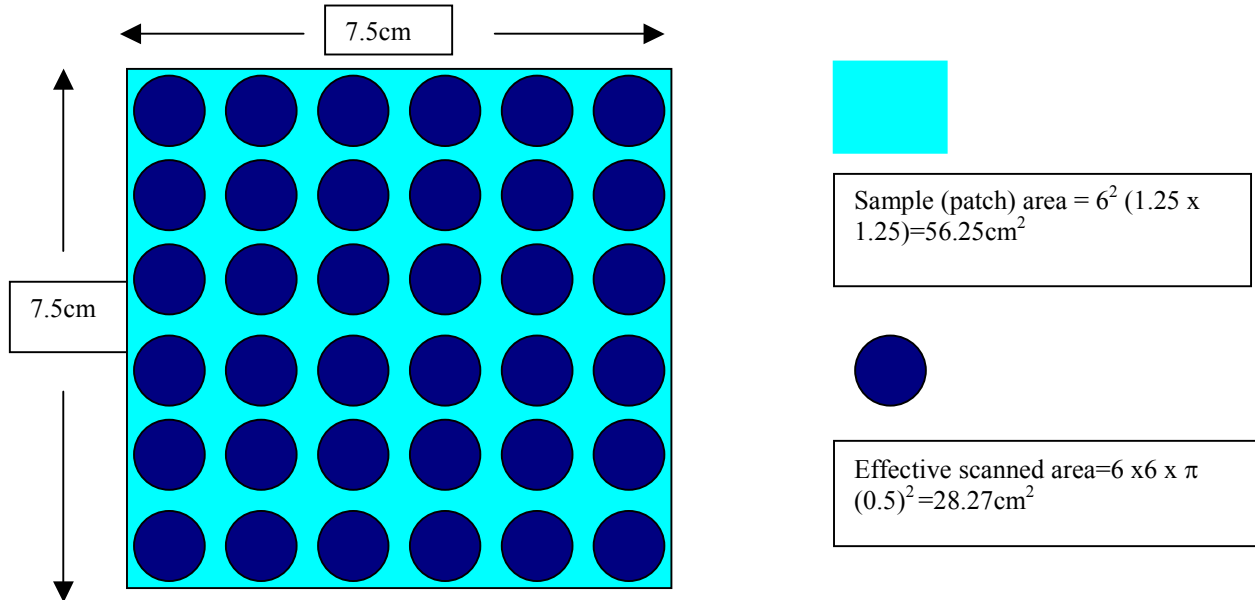 7.5cm
7.5cm
Sample (patch) area = 6² (1.25 x
1.25)=56.25cm²
Effective scanned area=6 x6 x π
(0.5)² =28.27cm²